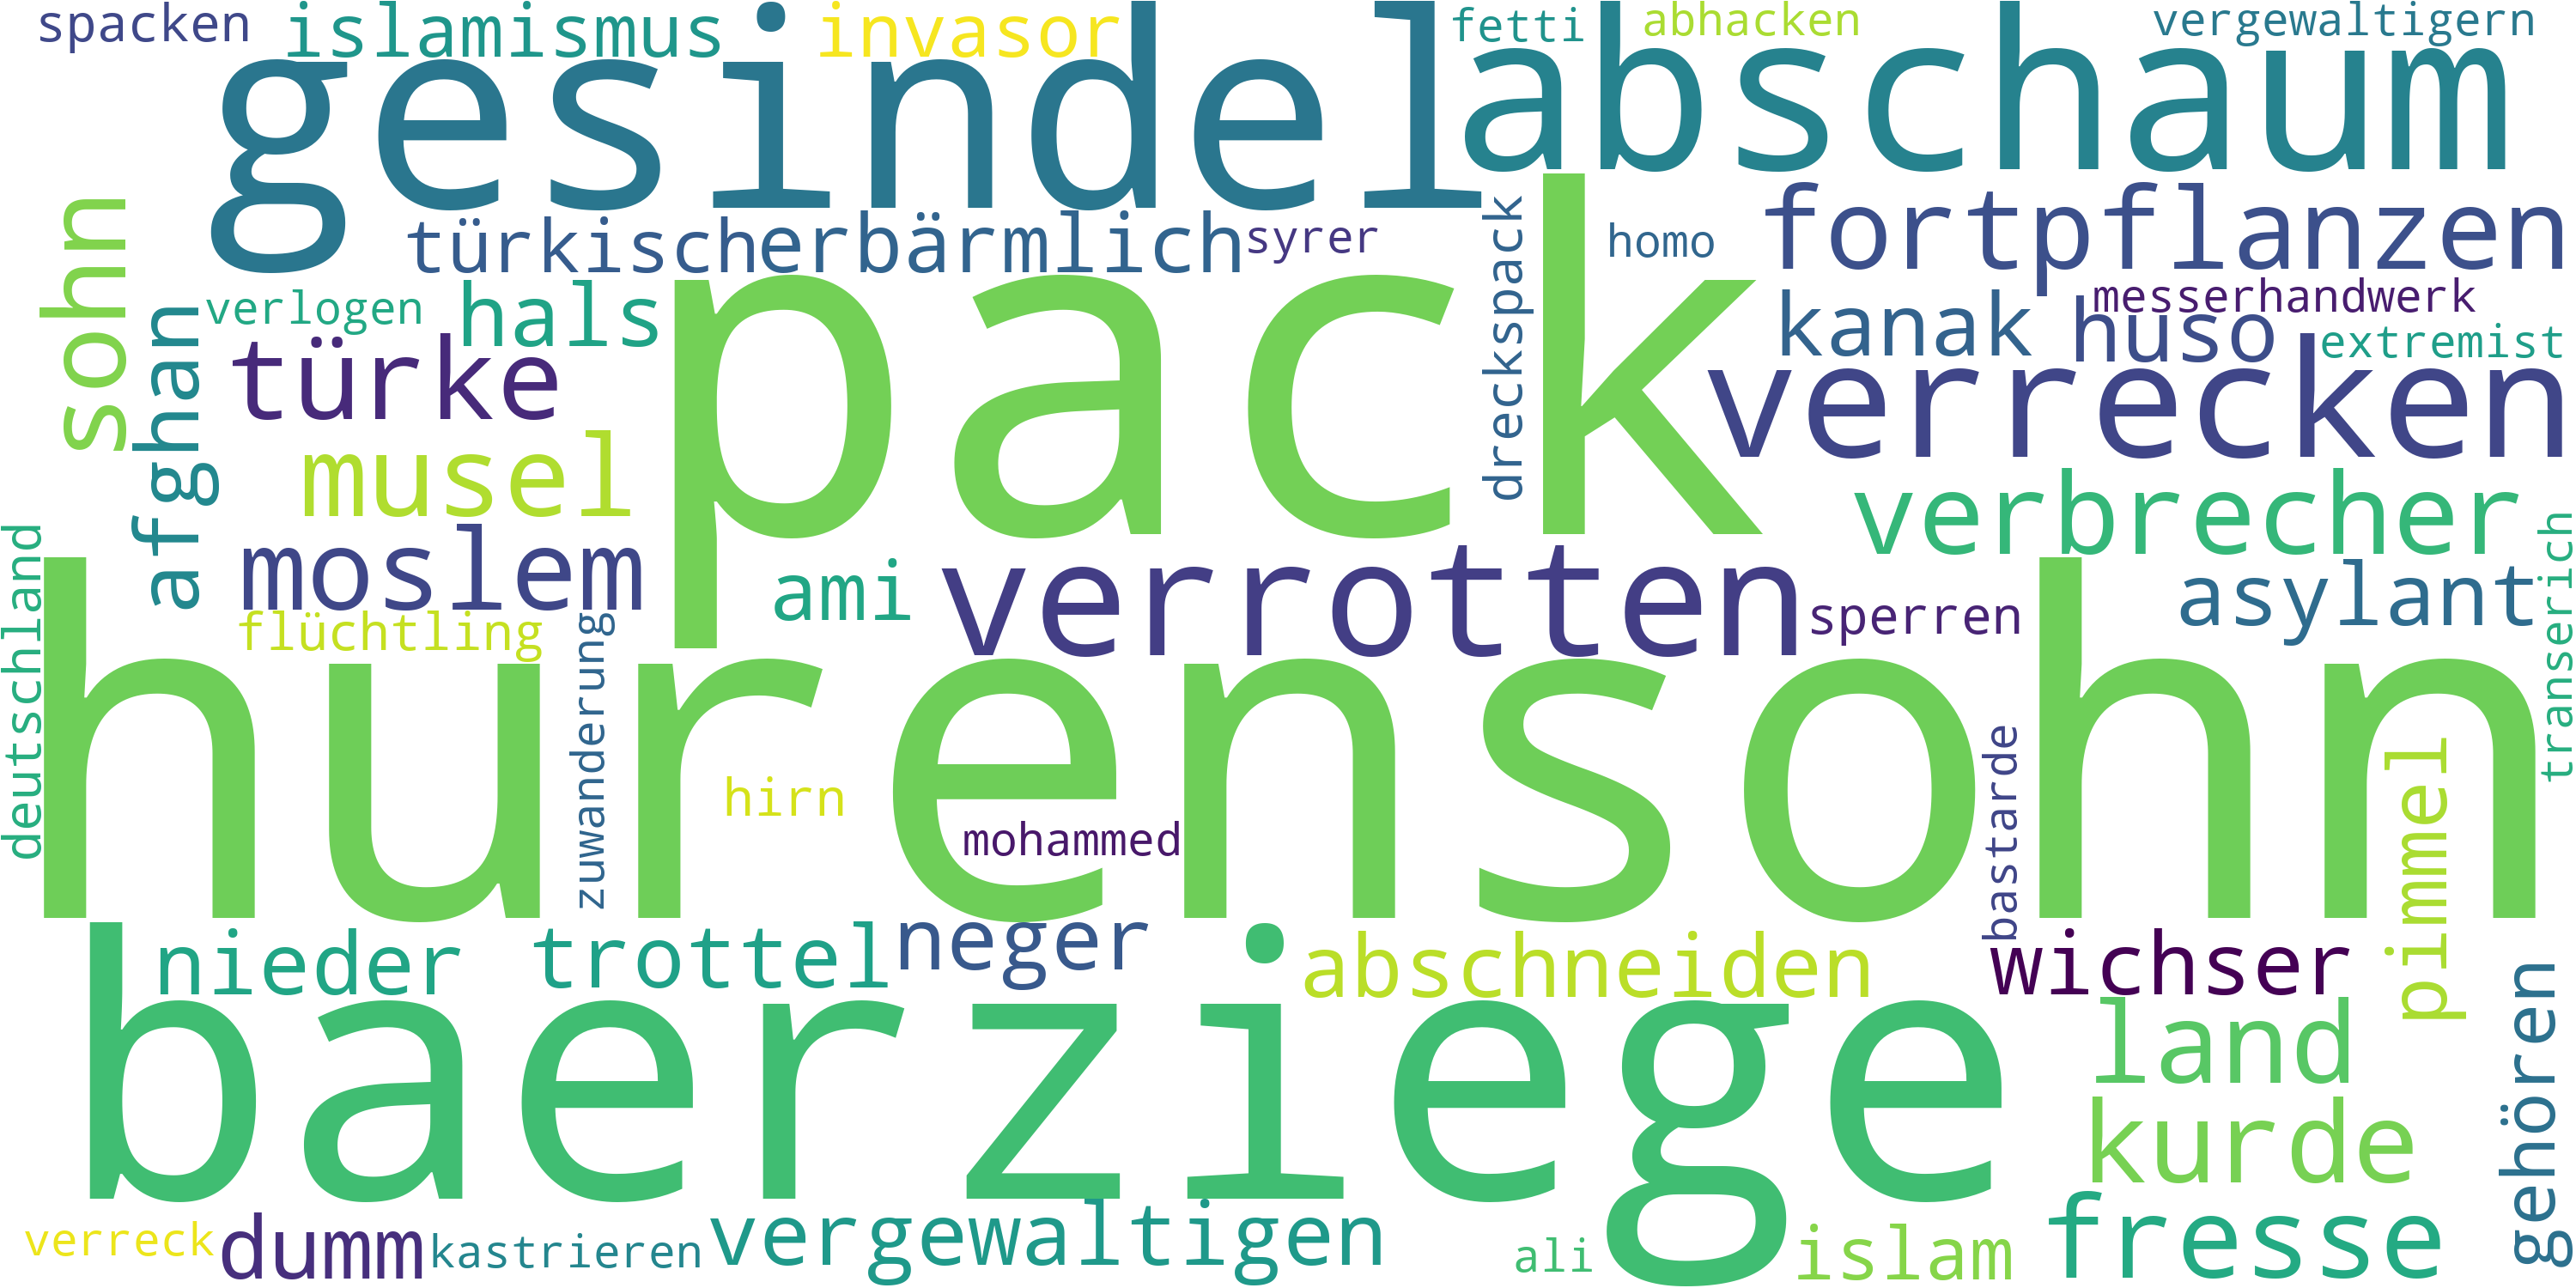 spacken
islamismus
invasor
fetti
abhacken
vergewaltigern
gesindel
abschaum
sohn
türkisch
erbärmlich
syrer
dreckspack
homo
fortpflanzen
afghan
verlogen
hals
pack
kanak
huso
messerhandwerk
extremist
türke
verrecken
musel
verbrecher
deutschland
moslem
ami
verrotten
sperren
asylant
transerich
flüchtling
zuwanderung
hurensohn
hirn
mohammed
bastarde
pimmel
nieder
trottel
neger
abschneiden
wichser
gehören
baerziege
land
kurde
verreck
dumm
kastrieren
vergewaltigen
ali
islam
fresse